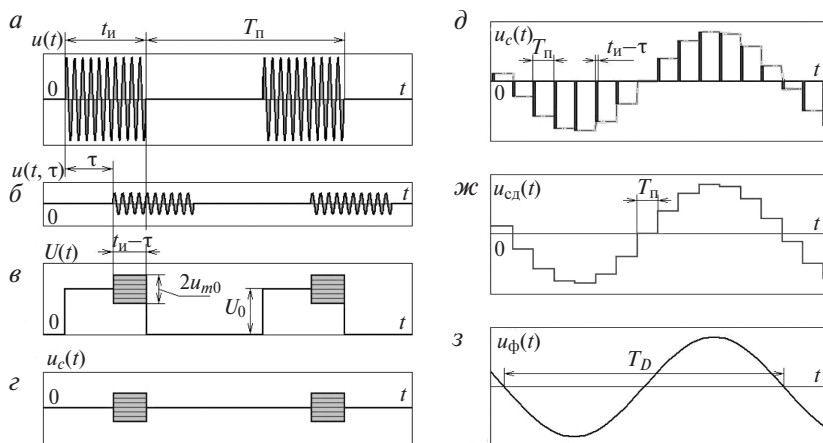 а
tи
Tп
u(t)
0
t
τ
u(t, τ)
б
0
t
tи–τ
U(t)
в
2um0
U0
0
t
г
uc(t)
0
t
д
uc(t)
Tп
tи–τ
t
0
ж
uсд(t)
Tп
t
0
з
uф(t)
TD
t
0